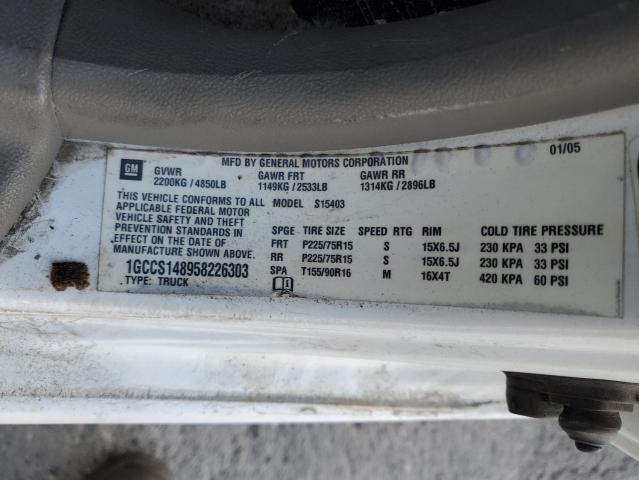 MFD BY GENERAL MOTORS CORPORATION 01/05
GM GVWR GAWR FRT GAWR RR
2200KG / 4850LB 1149KG / 2533LB 1314KG / 2896LB
THIS VEHICLE CONFORMS TO ALL MODEL S15403
APPLICABLE FEDERAL MOTOR
VEHICLE SAFETY AND THEFT
PREVENTION STANDARDS IN
EFFECT ON THE DATE OF
MANUFACTURE SHOWN ABOVE.
1GCCS148958226303
TYPE: TRUCK
SPGE TIRE SIZE SPEED RTG RIM COLD TIRE PRESSURE
FRT P225/75R15 S 15X6.5J 230 KPA 33 PSI
RR P225/75R15 S 15X6.5J 230 KPA 33 PSI
SPA T155/90R16 M 16X4T 420 KPA 60 PSI